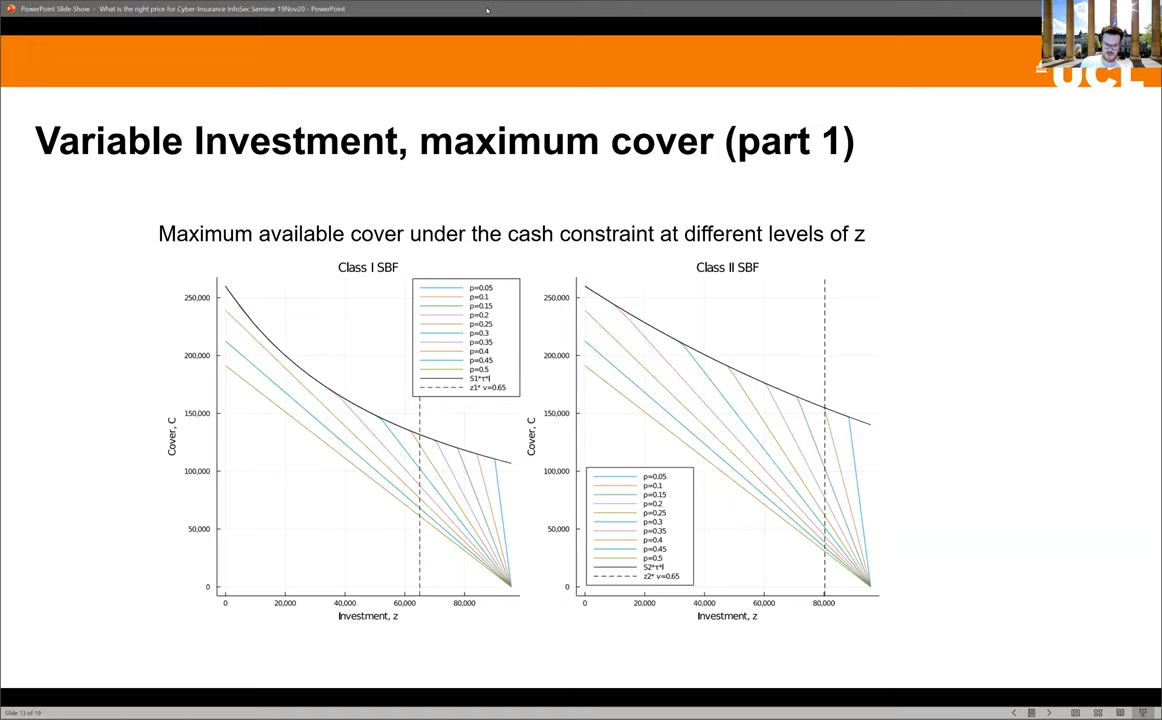 PowerPoint Slide Show - What is the right price for Cyber-Insurance InfoSec Seminar 19Nov20 - PowerPoint
UCL
Variable Investment, maximum cover (part 1)
Maximum available cover under the cash constraint at different levels of z
Class I SBF
250,000
200,000
150,000
100,000
50,000
0
Cover, C
0 20,000 40,000 60,000 80,000
Investment, z
p=0.05
p=0.1
p=0.15
p=0.2
p=0.25
p=0.3
p=0.35
p=0.4
p=0.45
p=0.5
S1*τ*l
z1* v=0.65
Class II SBF
250,000
200,000
150,000
100,000
50,000
0
Cover, C
0 20,000 40,000 60,000 80,000
Investment, z
p=0.05
p=0.1
p=0.15
p=0.2
p=0.25
p=0.3
p=0.35
p=0.4
p=0.45
p=0.5
S2*τ*l
z2* v=0.65
Slide 13 of 19